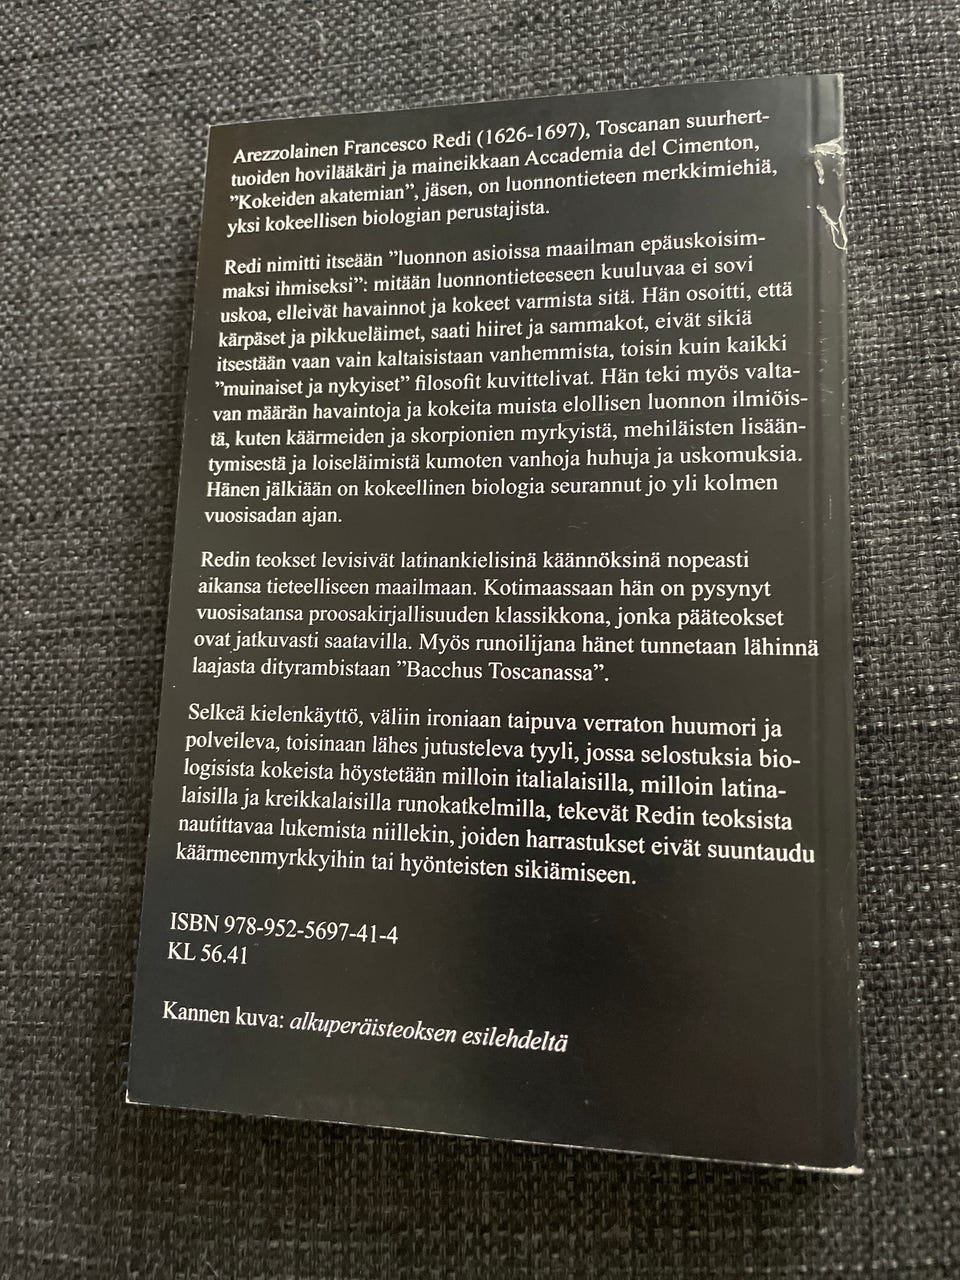 Arezzolainen Francesco Redi (1626-1697), Toscanan suurhert-
tuoiden hovilääkäri ja maineikkaan Accademia del Cimenton,
”Kokeiden akatemian”, jäsen, on luonnontieteen merkkimiehiä,
yksi kokeellisen biologian perustajista.
Redi nimitti itseään ”luonnon asioissa maailman epäuskoisim-
maksi ihmiseksi”: mitään luonnontieteeseen kuuluvaa ei sovi
uskoa, elleivät havainnot ja kokeet varmista sitä. Hän osoitti, että
kärpäset ja pikkueläimet, saati hiiret ja sammakot, eivät sikiä
itsestään vaan vain kaltaisistaan vanhemmista, toisin kuin kaikki
”muinaiset ja nykyiset” filosofit kuvittelivat. Hän teki myös valta-
van määrän havaintoja ja kokeita muista elollisen luonnon ilmiöis-
tä, kuten käärmeiden ja skorpionien myrkyistä, mehiläisten lisään-
tymisestä ja loiseläimistä kumoten vanhoja huhuja ja uskomuksia.
Hänen jälkiään on kokeellinen biologia seurannut jo yli kolmen
vuosisadan ajan.
Redin teokset levisivät latinankielisinä käännöksinä nopeasti
aikansa tieteelliseen maailmaan. Kotimaassaan hän on pysynyt
vuosisatansa proosakirjallisuuden klassikkona, jonka pääteokset
ovat jatkuvasti saatavilla. Myös runoilijana hänet tunnetaan lähinnä
laajasta dityrambistaan ”Bacchus Toscanassa”.
Selkeä kielenkäyttö, väliin ironiaan taipuva verraton huumori ja
polveileva, toisinaan lähes jutusteleva tyyli, jossa selostuksia bio-
logisista kokeista höystetään milloin italialaisilla, milloin latina-
laisilla ja kreikkalaisilla runokatkelmilla, tekevät Redin teoksista
nautittavaa lukemista niillekin, joiden harrastukset eivät suuntaudu
käärmeenmyrkkyihin tai hyönteisten sikiämiseen.
ISBN 978-952-5697-41-4
KL 56.41
Kannen kuva: alkuperäisteoksen esilehdeltä